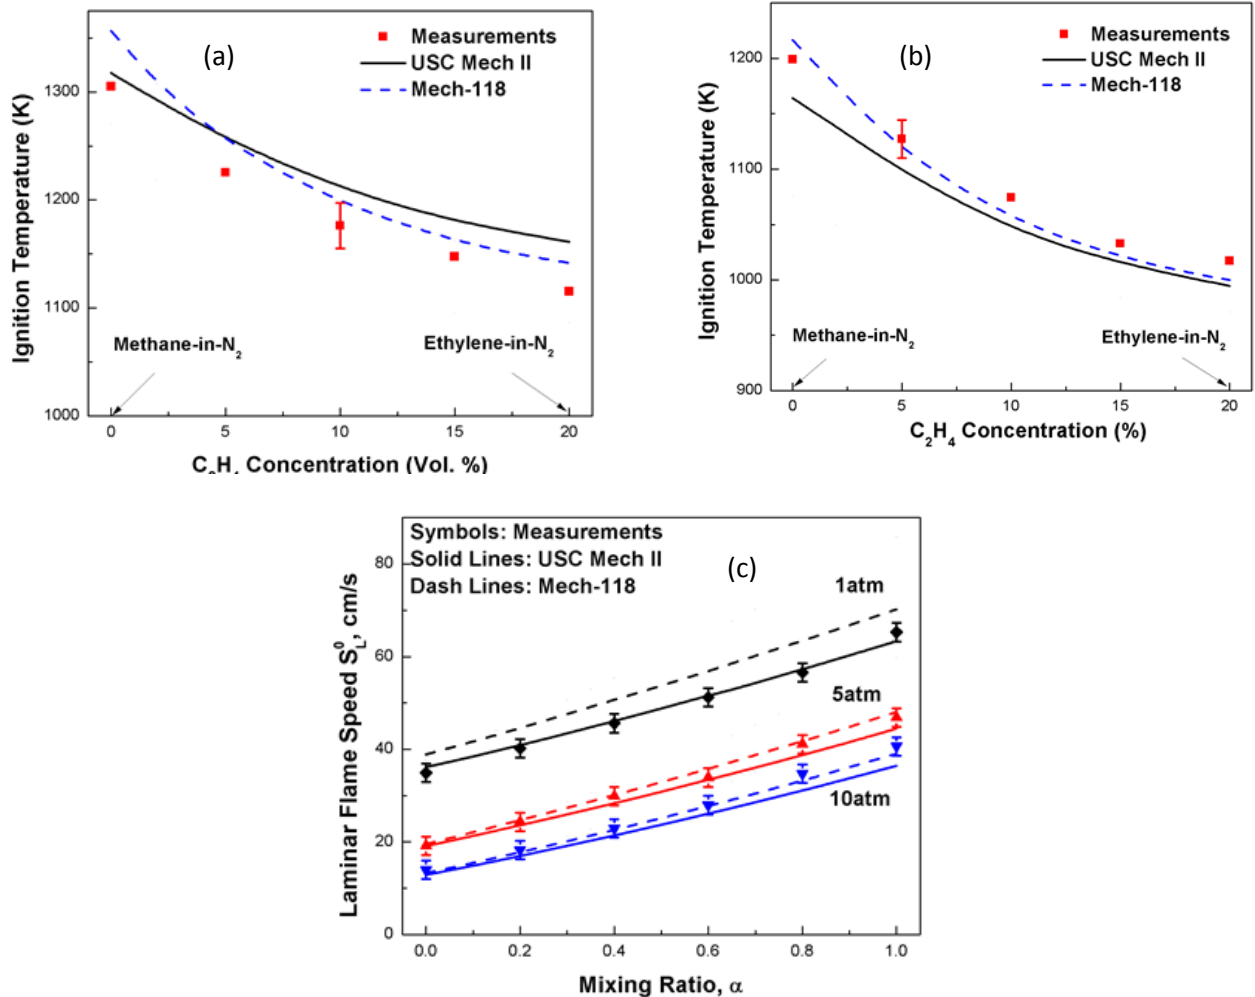 (a)
Measurements
USC Mech II
Mech-118
Ignition Temperature (K)
1300
1200
1100
1000
Methane-in-N2
Ethylene-in-N2
0 5 10 15 20
C2H4 Concentration (Vol. %)
(b)
Measurements
USC Mech II
Mech-118
Ignition Temperature (K)
1200
1100
1000
900
Methane-in-N2
Ethylene-in-N2
0 5 10 15 20
C2H4 Concentration (%)
Symbols: Measurements
Solid Lines: USC Mech II
Dash Lines: Mech-118
(c)
1atm
5atm
10atm
Laminar Flame Speed SL0, cm/s
80
60
40
20
0
0.0 0.2 0.4 0.6 0.8 1.0
Mixing Ratio, α